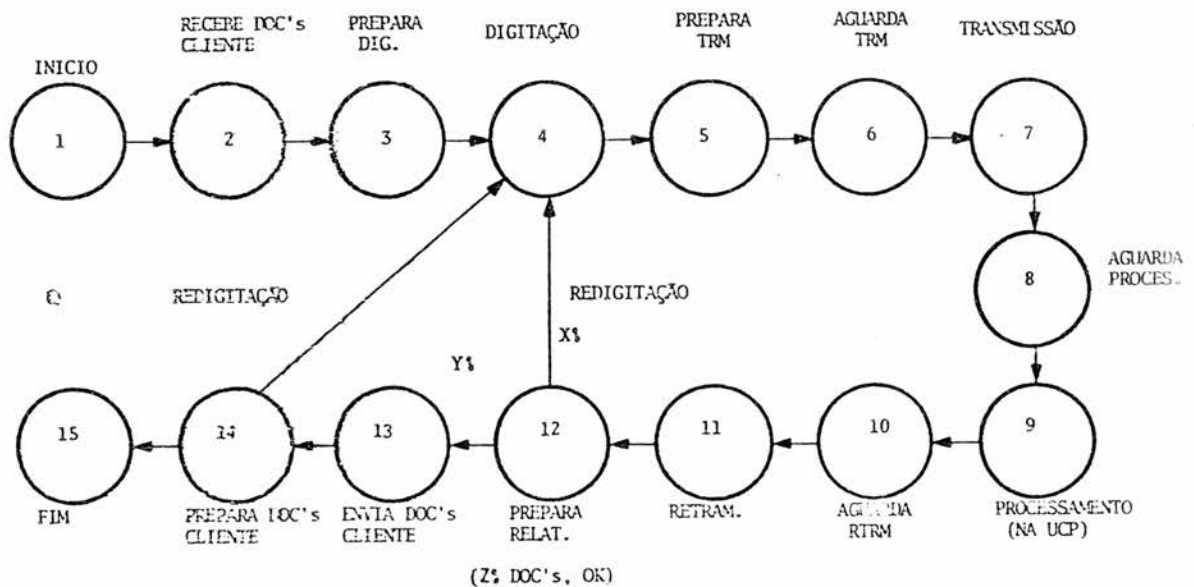 RECEBE DOC's
CLIENTE
PREPARA
DIG.
DIGITAÇÃO
PREPARA
TRM
AGUARDA
TRM
TRANSMISSÃO
INICIO
1
2
3
4
5
6
7
8
AGUARDA
PROCES.
REDIGITAÇÃO
REDIGITAÇÃO
X%
Y%
15
14
13
12
11
10
9
FIM
PREPARA DOC's
CLIENTE
ENVIA DOC's
CLIENTE
PREPARA
RELAT.
RETRAM.
AGUARDA
RTRM
PROCESSAMENTO
(NA UCP)
(Z% DOC's, OK)